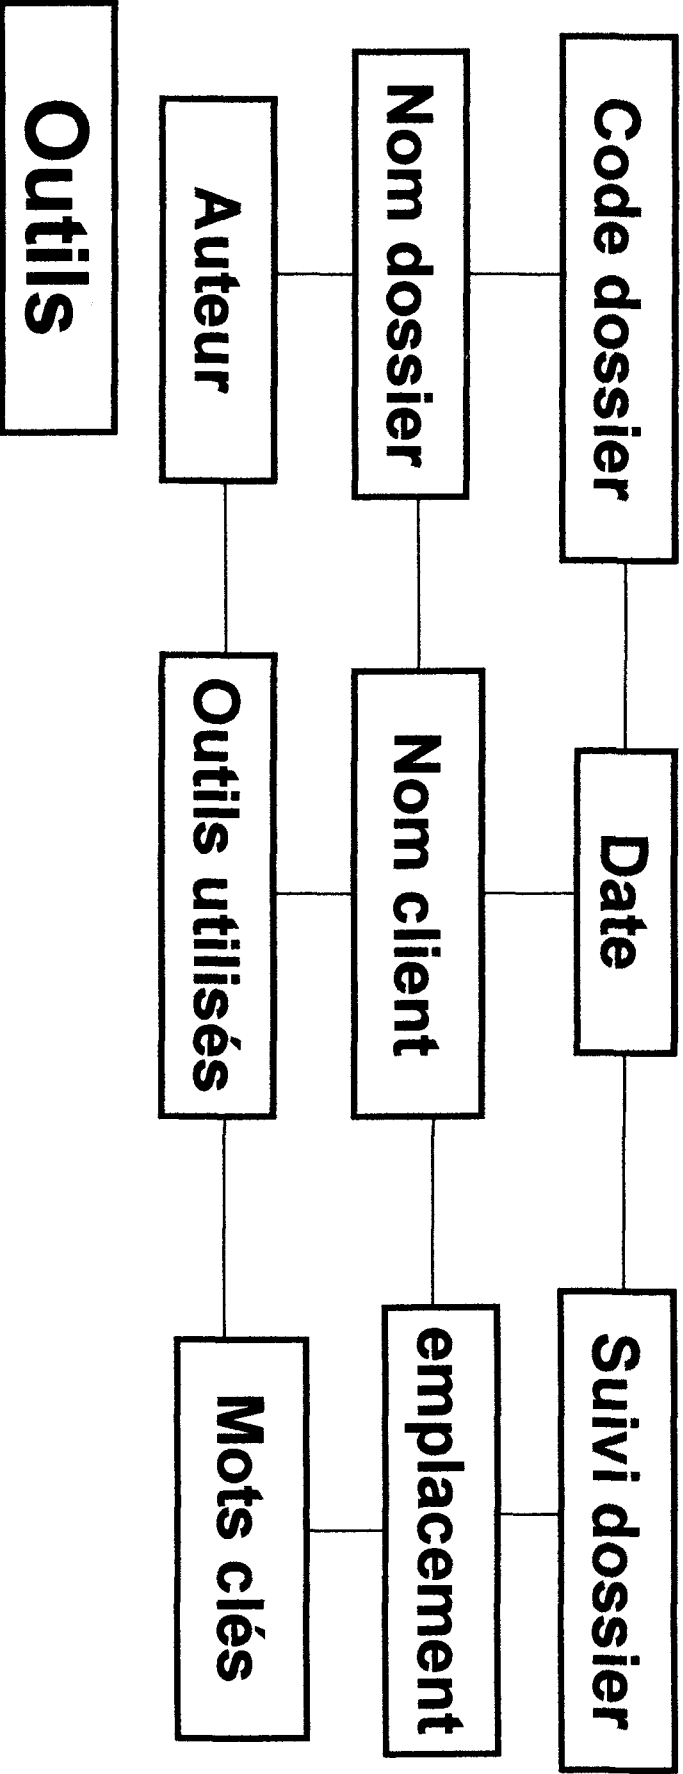 Code dossier
Date
Suivi dossier
Nom dossier
Nom client
emplacement
Auteur
Outils utilisés
Mots clés
Outils